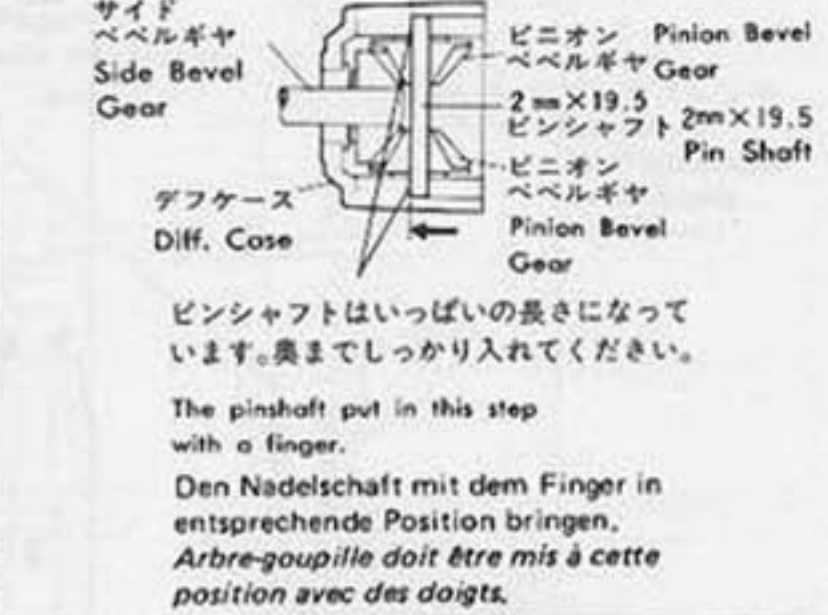 サイド
ベベルギヤ
Side Bevel
Gear
デフケース
Diff. Case
ピニオン
ベベルギヤ
Pinion Bevel
Gear
2mm×19.5
ピンシャフト
2mm×19.5
Pin Shaft
ピニオン
ベベルギヤ
Pinion Bevel
Gear
ピンシャフトはいっぱいの長さになって
います。奥までしっかり入れてください。
The pinshaft put in this step
with a finger.
Den Nadelschaft mit dem Finger in
entsprechende Position bringen.
Arbre-goupille doit être mis à cette
position avec des doigts.